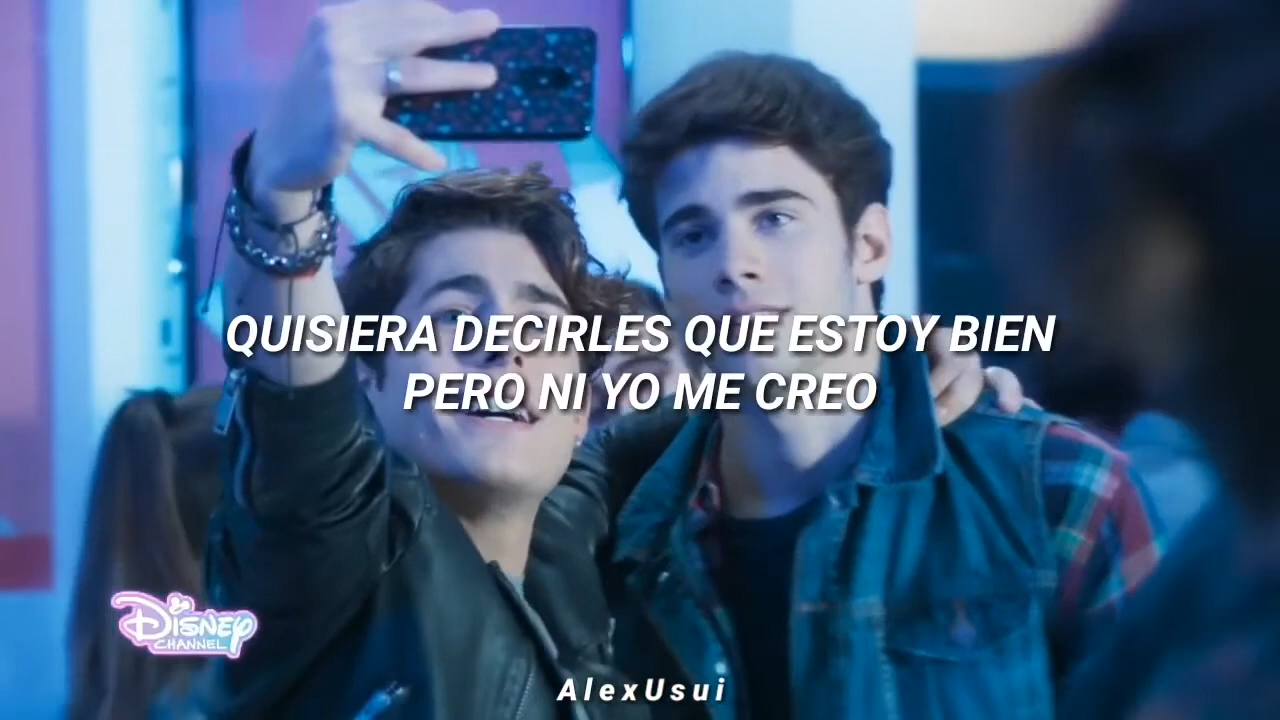 QUISIERA DECIRLES QUE ESTOY BIEN
PERO NI YO ME CREO
DISNEY
CHANNEL
AlexUsui